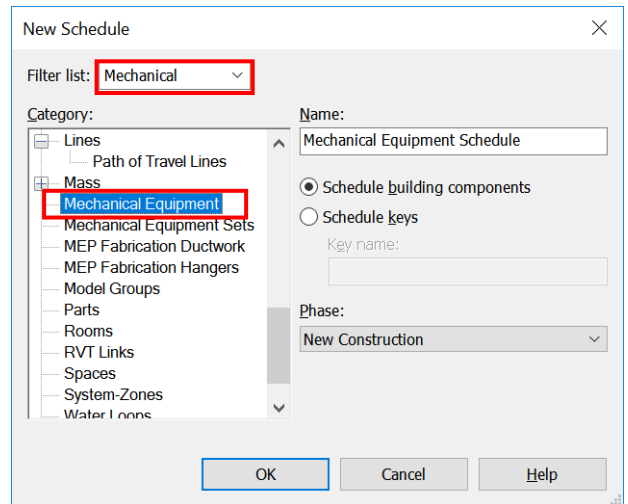 New Schedule
Filter list: Mechanical
Category:
Lines
Path of Travel Lines
Mass
Mechanical Equipment
Mechanical Equipment Sets
MEP Fabrication Ductwork
MEP Fabrication Hangers
Model Groups
Parts
Rooms
RVT Links
Spaces
System-Zones
Water Loops
Name:
Mechanical Equipment Schedule
Schedule building components
Schedule keys
Key name:
Phase:
New Construction
OK Cancel Help